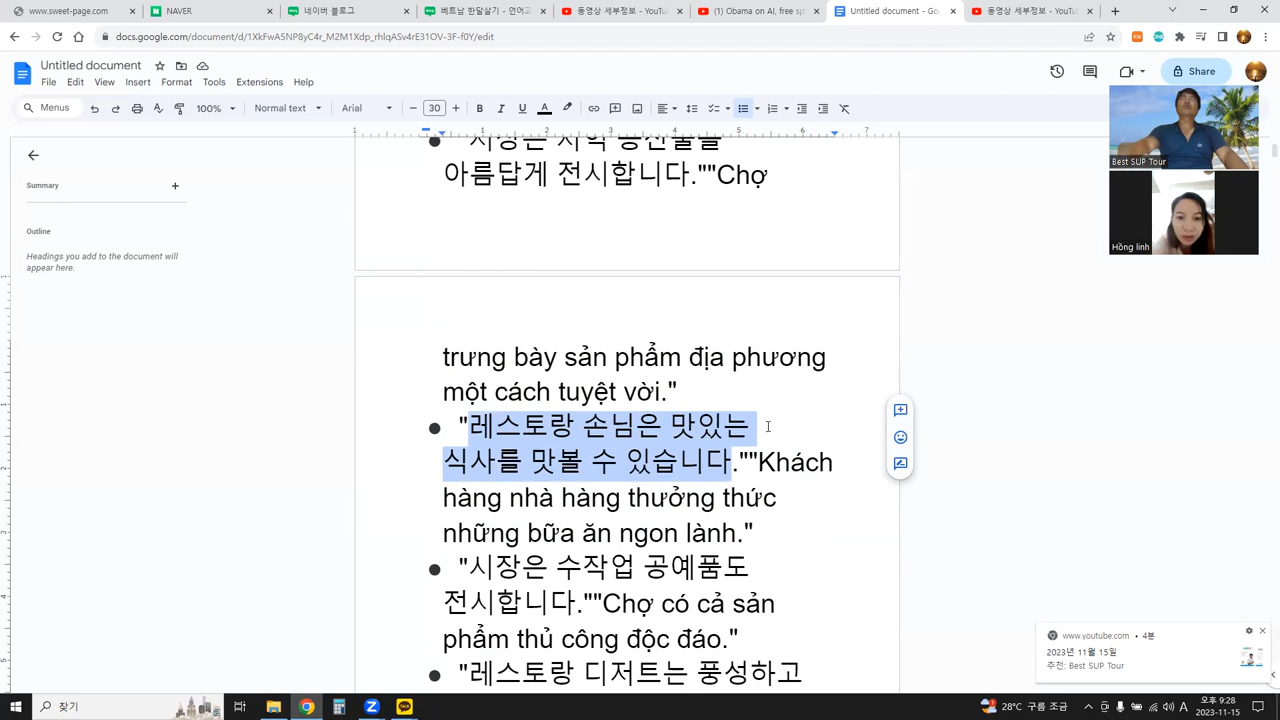 www.sweet-page.com
NAVER
네이버 블로그
베트남 한달살기 - 언어교
동영상 세부정보 - YouTu
(1) Obama on AI, free sp
Untitled document - Goo
동영상 세부정보 - YouTu
docs.google.com/document/d/1XkFwA5NP8yC4r_M2M1Xdp_rhlqASv4rE31OV-3F-f0Y/edit
Untitled document
File Edit View Insert Format Tools Extensions Help
Share
Menus
100%
Normal text
Arial
30
Best SUP Tour
Hồng linh
Summary
Outline
Headings you add to the document will
appear here.
아름답게 전시합니다.""Chợ
trưng bày sản phẩm địa phương
một cách tuyệt vời."
"레스토랑 손님은 맛있는
식사를 맛볼 수 있습니다.""Khách
hàng nhà hàng thưởng thức
những bữa ăn ngon lành."
"시장은 수작업 공예품도
전시합니다.""Chợ có cả sản
phẩm thủ công độc đáo."
"레스토랑 디저트는 풍성하고
www.youtube.com • 4분
2023년 11월 15일
추천: Best SUP Tour
찾기
28°C 구름 조금
A
오후 9:28
2023-11-15